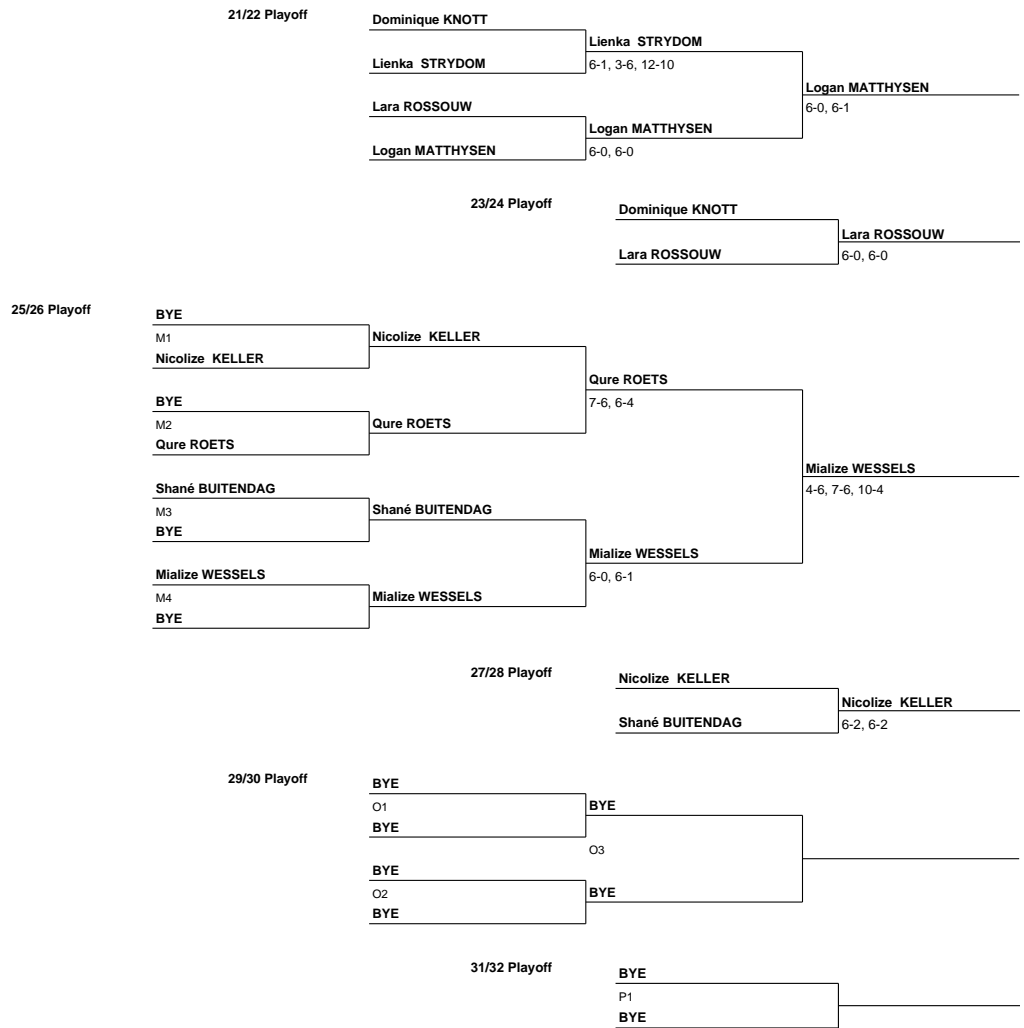 21/22 Playoff
Dominique KNOTT
Lienka  STRYDOM
Lienka  STRYDOM
6-1, 3-6, 12-10
Logan MATTHYSEN
6-0, 6-1
Lara ROSSOUW
Logan MATTHYSEN
Logan MATTHYSEN
6-0, 6-0
23/24 Playoff
Dominique KNOTT
Lara ROSSOUW
Lara ROSSOUW
6-0, 6-0
25/26 Playoff
BYE
M1
Nicolize  KELLER
Nicolize  KELLER
Qure ROETS
7-6, 6-4
BYE
M2
Qure ROETS
Qure ROETS
Mialize WESSELS
4-6, 7-6, 10-4
Shané BUITENDAG
M3
Shané BUITENDAG
BYE
Mialize WESSELS
6-0, 6-1
Mialize WESSELS
M4
Mialize WESSELS
BYE
27/28 Playoff
Nicolize  KELLER
Nicolize  KELLER
Shané BUITENDAG
6-2, 6-2
29/30 Playoff
BYE
O1
BYE
BYE
O3
BYE
O2
BYE
BYE
31/32 Playoff
BYE
P1
BYE